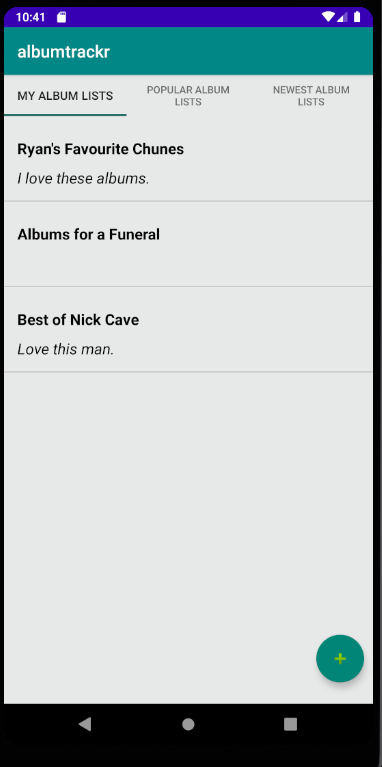 10:41
albumtrackr
MY ALBUM LISTS
POPULAR ALBUM
LISTS
NEWEST ALBUM
LISTS
Ryan's Favourite Chunes
I love these albums.
Albums for a Funeral
Best of Nick Cave
Love this man.
+